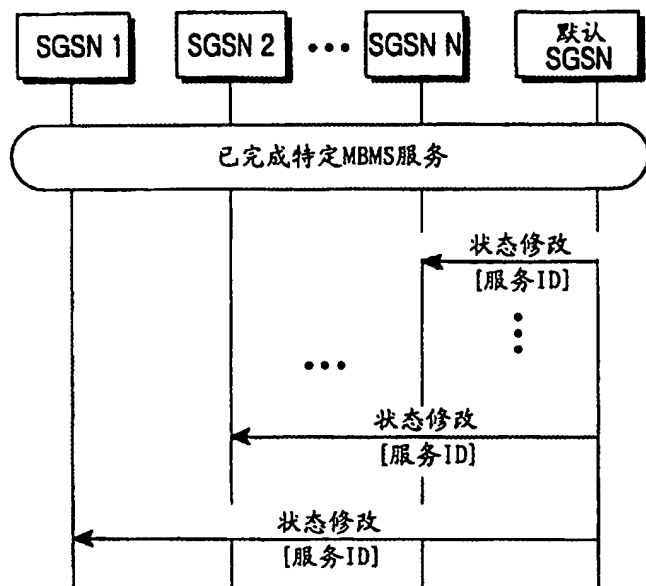 SGSN 1
SGSN 2
SGSN N
默认
SGSN
已完成特定MBMS服务
状态修改
[服务ID]
状态修改
[服务ID]
状态修改
[服务ID]